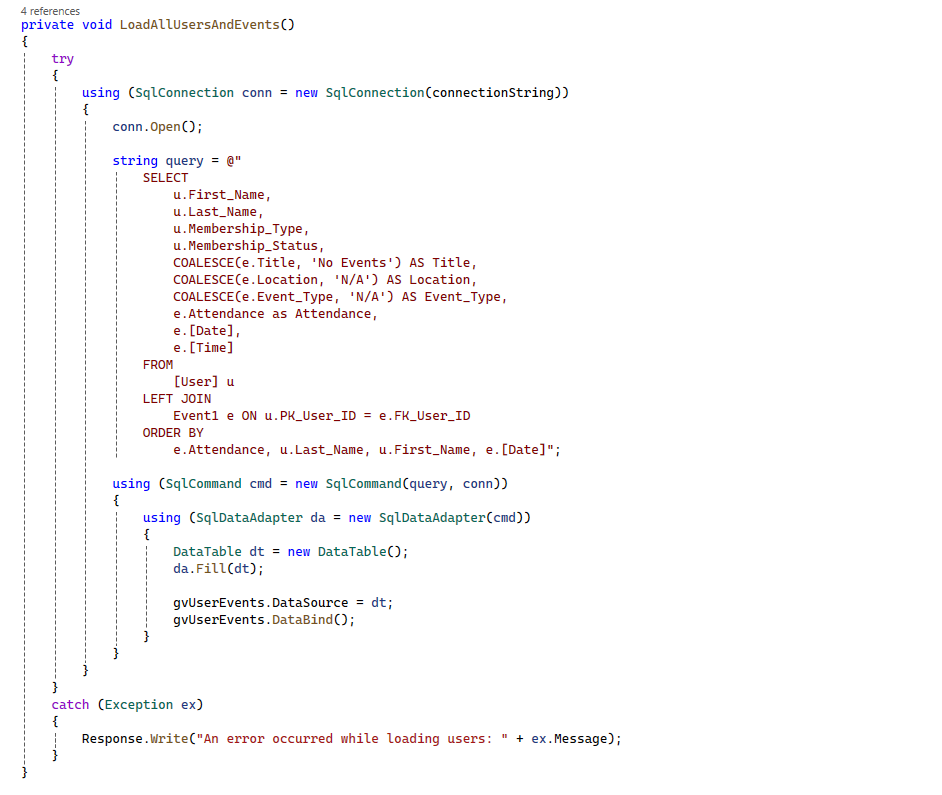 4 references
private void LoadAllUsersAndEvents()
{
try
{
using (SqlConnection conn = new SqlConnection(connectionString))
{
conn.Open();
string query = @"
SELECT
u.First_Name,
u.Last_Name,
u.Membership_Type,
u.Membership_Status,
COALESCE(e.Title, 'No Events') AS Title,
COALESCE(e.Location, 'N/A') AS Location,
COALESCE(e.Event_Type, 'N/A') AS Event_Type,
e.Attendance as Attendance,
e.[Date],
e.[Time]
FROM
[User] u
LEFT JOIN
Event1 e ON u.PK_User_ID = e.FK_User_ID
ORDER BY
e.Attendance, u.Last_Name, u.First_Name, e.[Date]";
using (SqlCommand cmd = new SqlCommand(query, conn))
{
using (SqlDataAdapter da = new SqlDataAdapter(cmd))
{
DataTable dt = new DataTable();
da.Fill(dt);
gvUserEvents.DataSource = dt;
gvUserEvents.DataBind();
}
}
}
}
catch (Exception ex)
{
Response.Write("An error occurred while loading users: " + ex.Message);
}
}